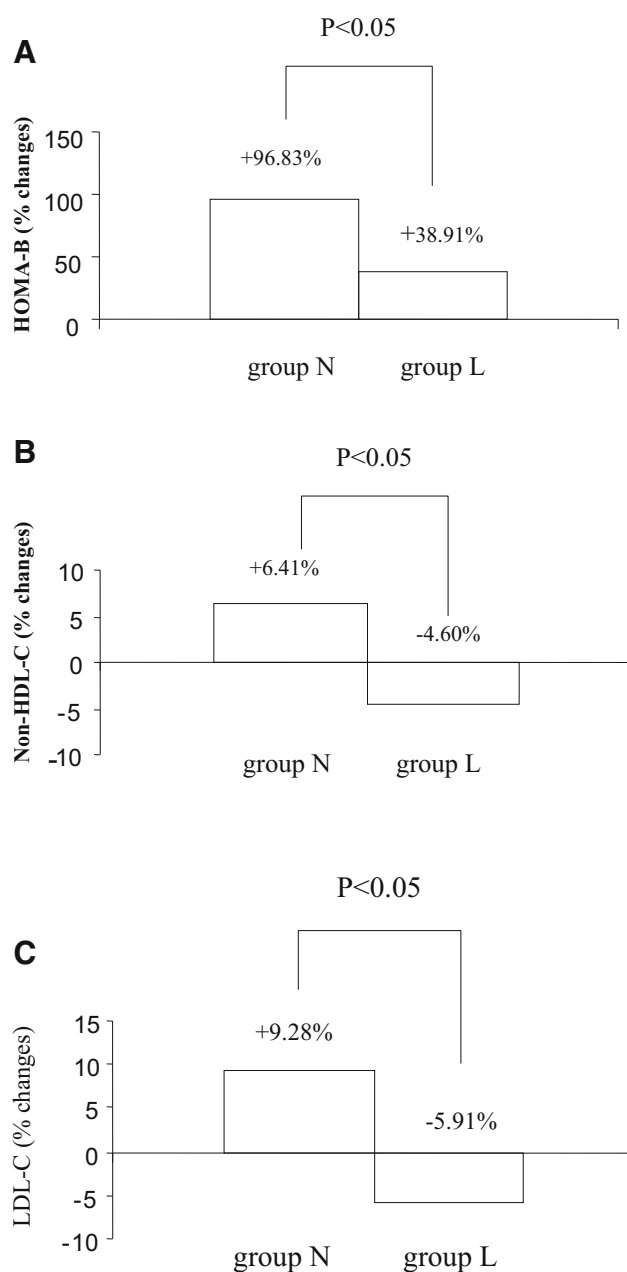 A
P<0.05
HOMA-B (% changes)
150
100
50
0
+96.83%
+38.91%
group N group L
B
P<0.05
Non-HDL-C (% changes)
10
5
0
-5
-10
+6.41%
-4.60%
group N group L
C
P<0.05
LDL-C (% changes)
15
10
5
0
-5
-10
+9.28%
-5.91%
group N group L